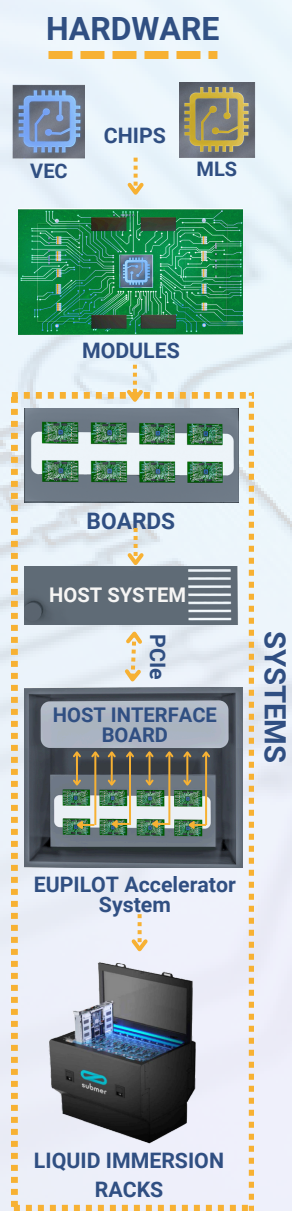 HARDWARE
CHIPS
VEC
MLS
MODULES
BOARDS
HOST SYSTEM
PCIe
SYSTEMS
HOST INTERFACE
BOARD
EUPILOT Accelerator
System
submer
LIQUID IMMERSION
RACKS